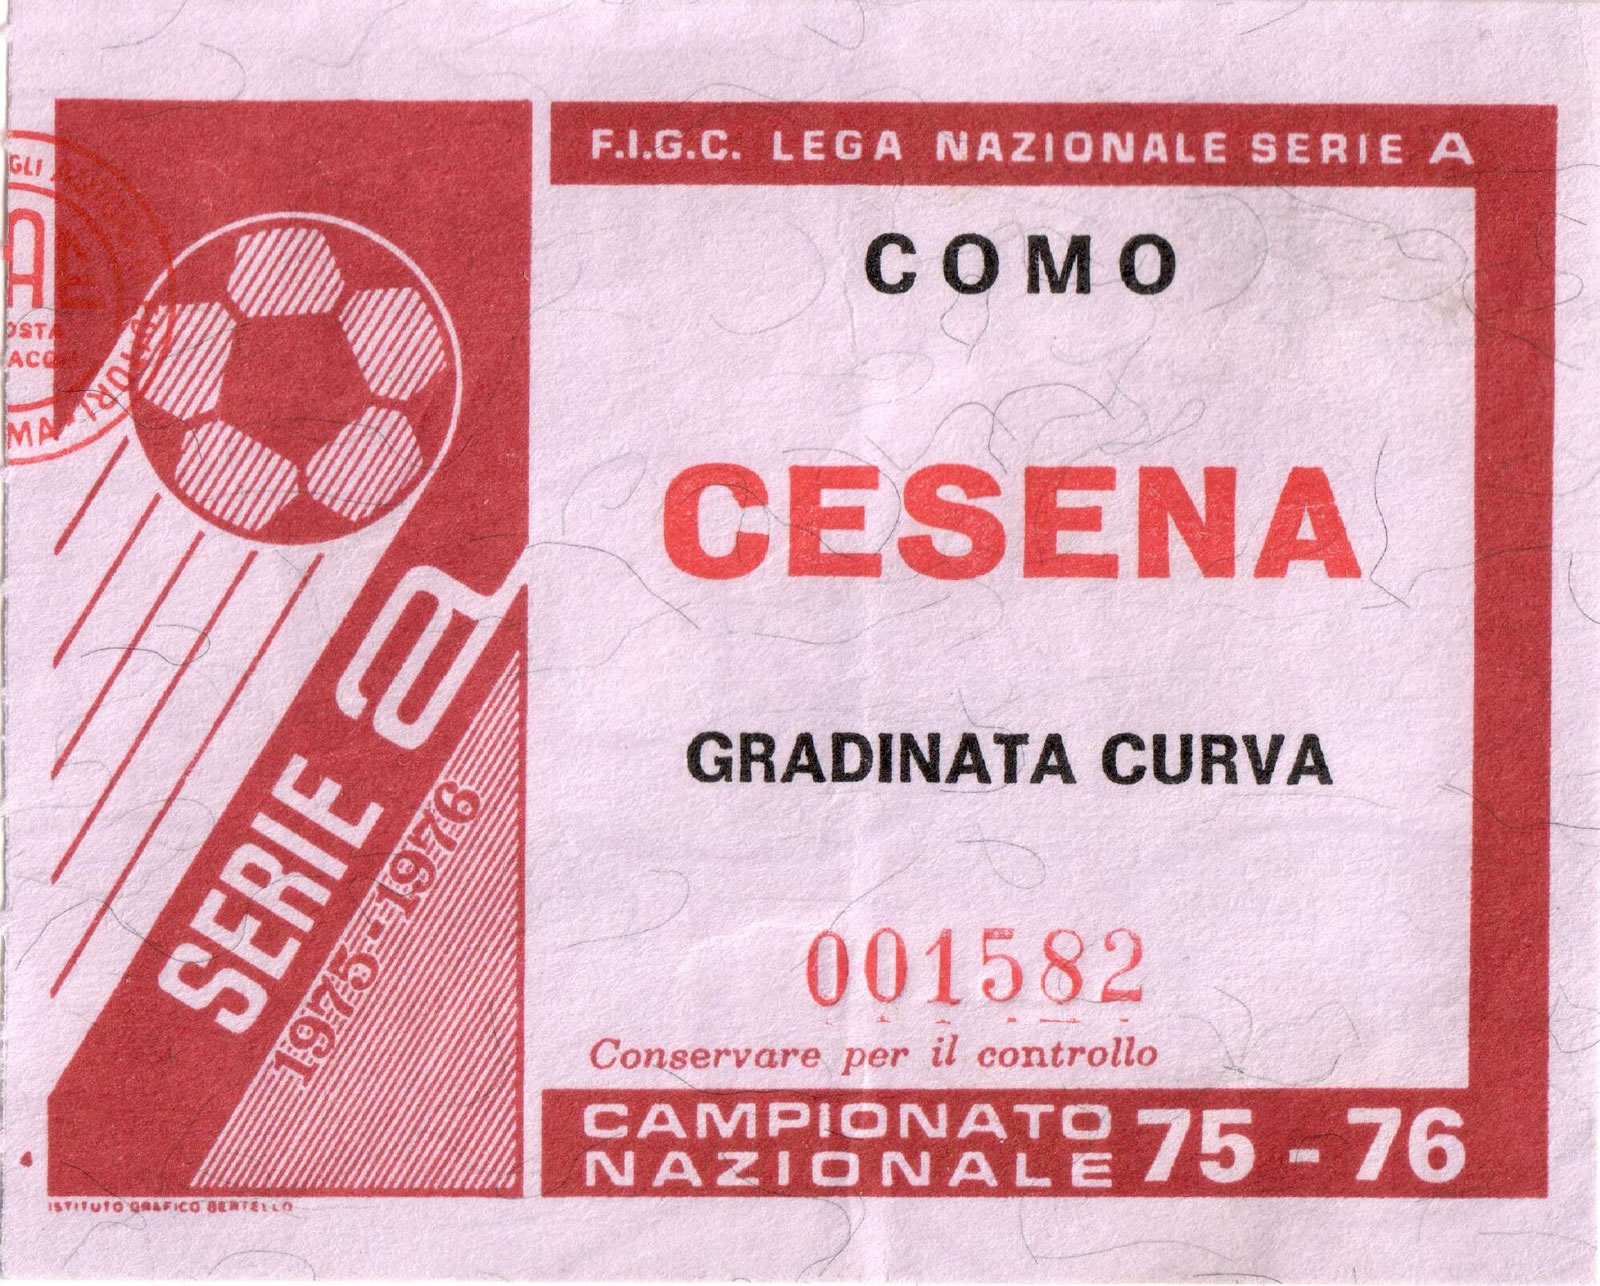 F.I.G.C. LEGA NAZIONALE SERIE A
COMO
CESENA
GRADINATA CURVA
001582
Conservare per il controllo
CAMPIONATO
NAZIONALE 75-76
SERIE a
1975-1976
ISTITUTO GRAFICO BERTELLO